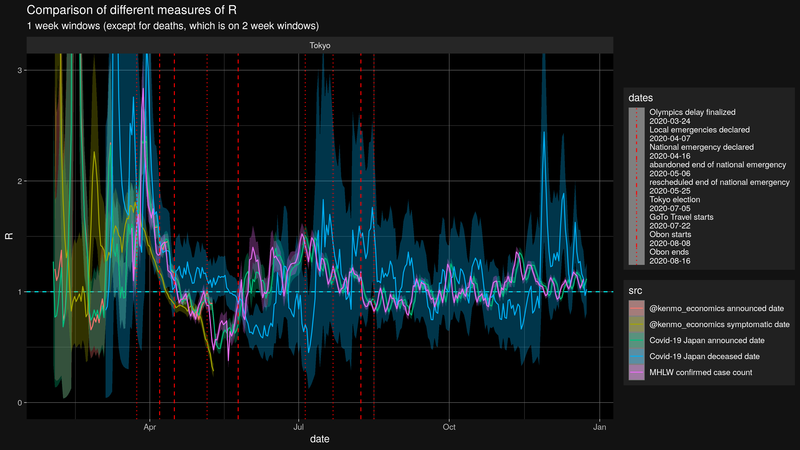 Comparison of different measures of R
1 week windows (except for deaths, which is on 2 week windows)
Tokyo
3
2
1
0
R
Apr
Jul
Oct
Jan
date
dates
Olympics delay finalized
2020-03-24
Local emergencies declared
2020-04-07
National emergency declared
2020-04-16
abandoned end of national emergency
2020-05-06
rescheduled end of national emergency
2020-05-25
Tokyo election
2020-07-05
GoTo Travel starts
2020-07-22
Obon starts
2020-08-08
Obon ends
2020-08-16
src
@kenmo_economics announced date
@kenmo_economics symptomatic date
Covid-19 Japan announced date
Covid-19 Japan deceased date
MHLW confirmed case count